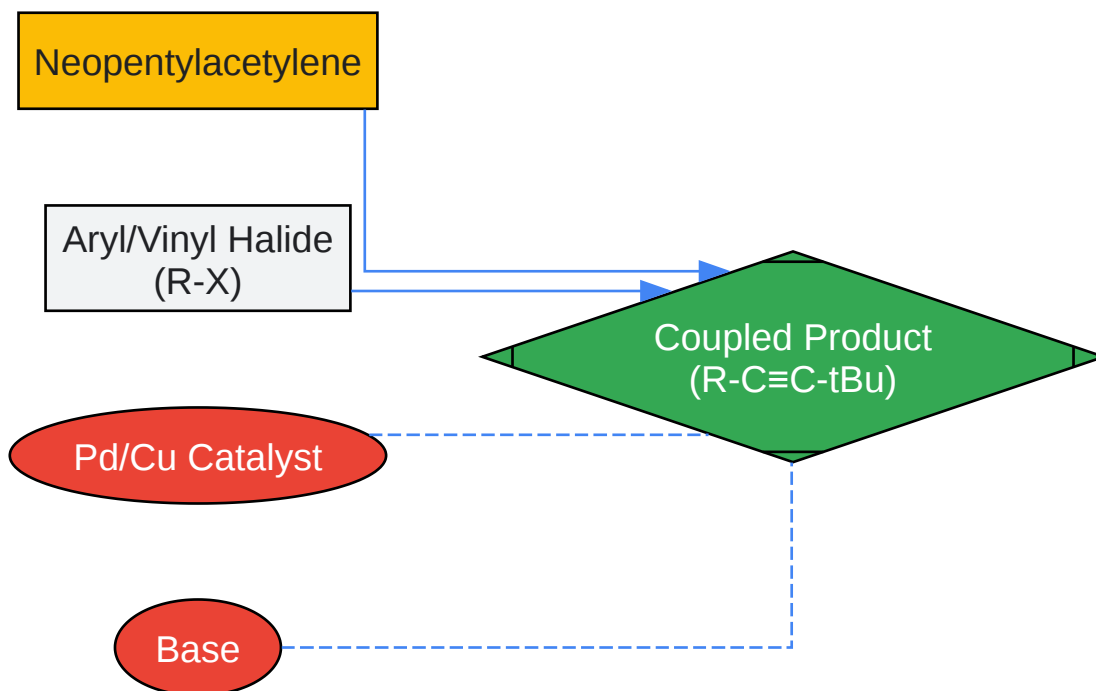 Neopentylacetylene
Aryl/Vinyl Halide
(R-X)
Coupled Product
(R-C≡C-tBu)
Pd/Cu Catalyst
Base